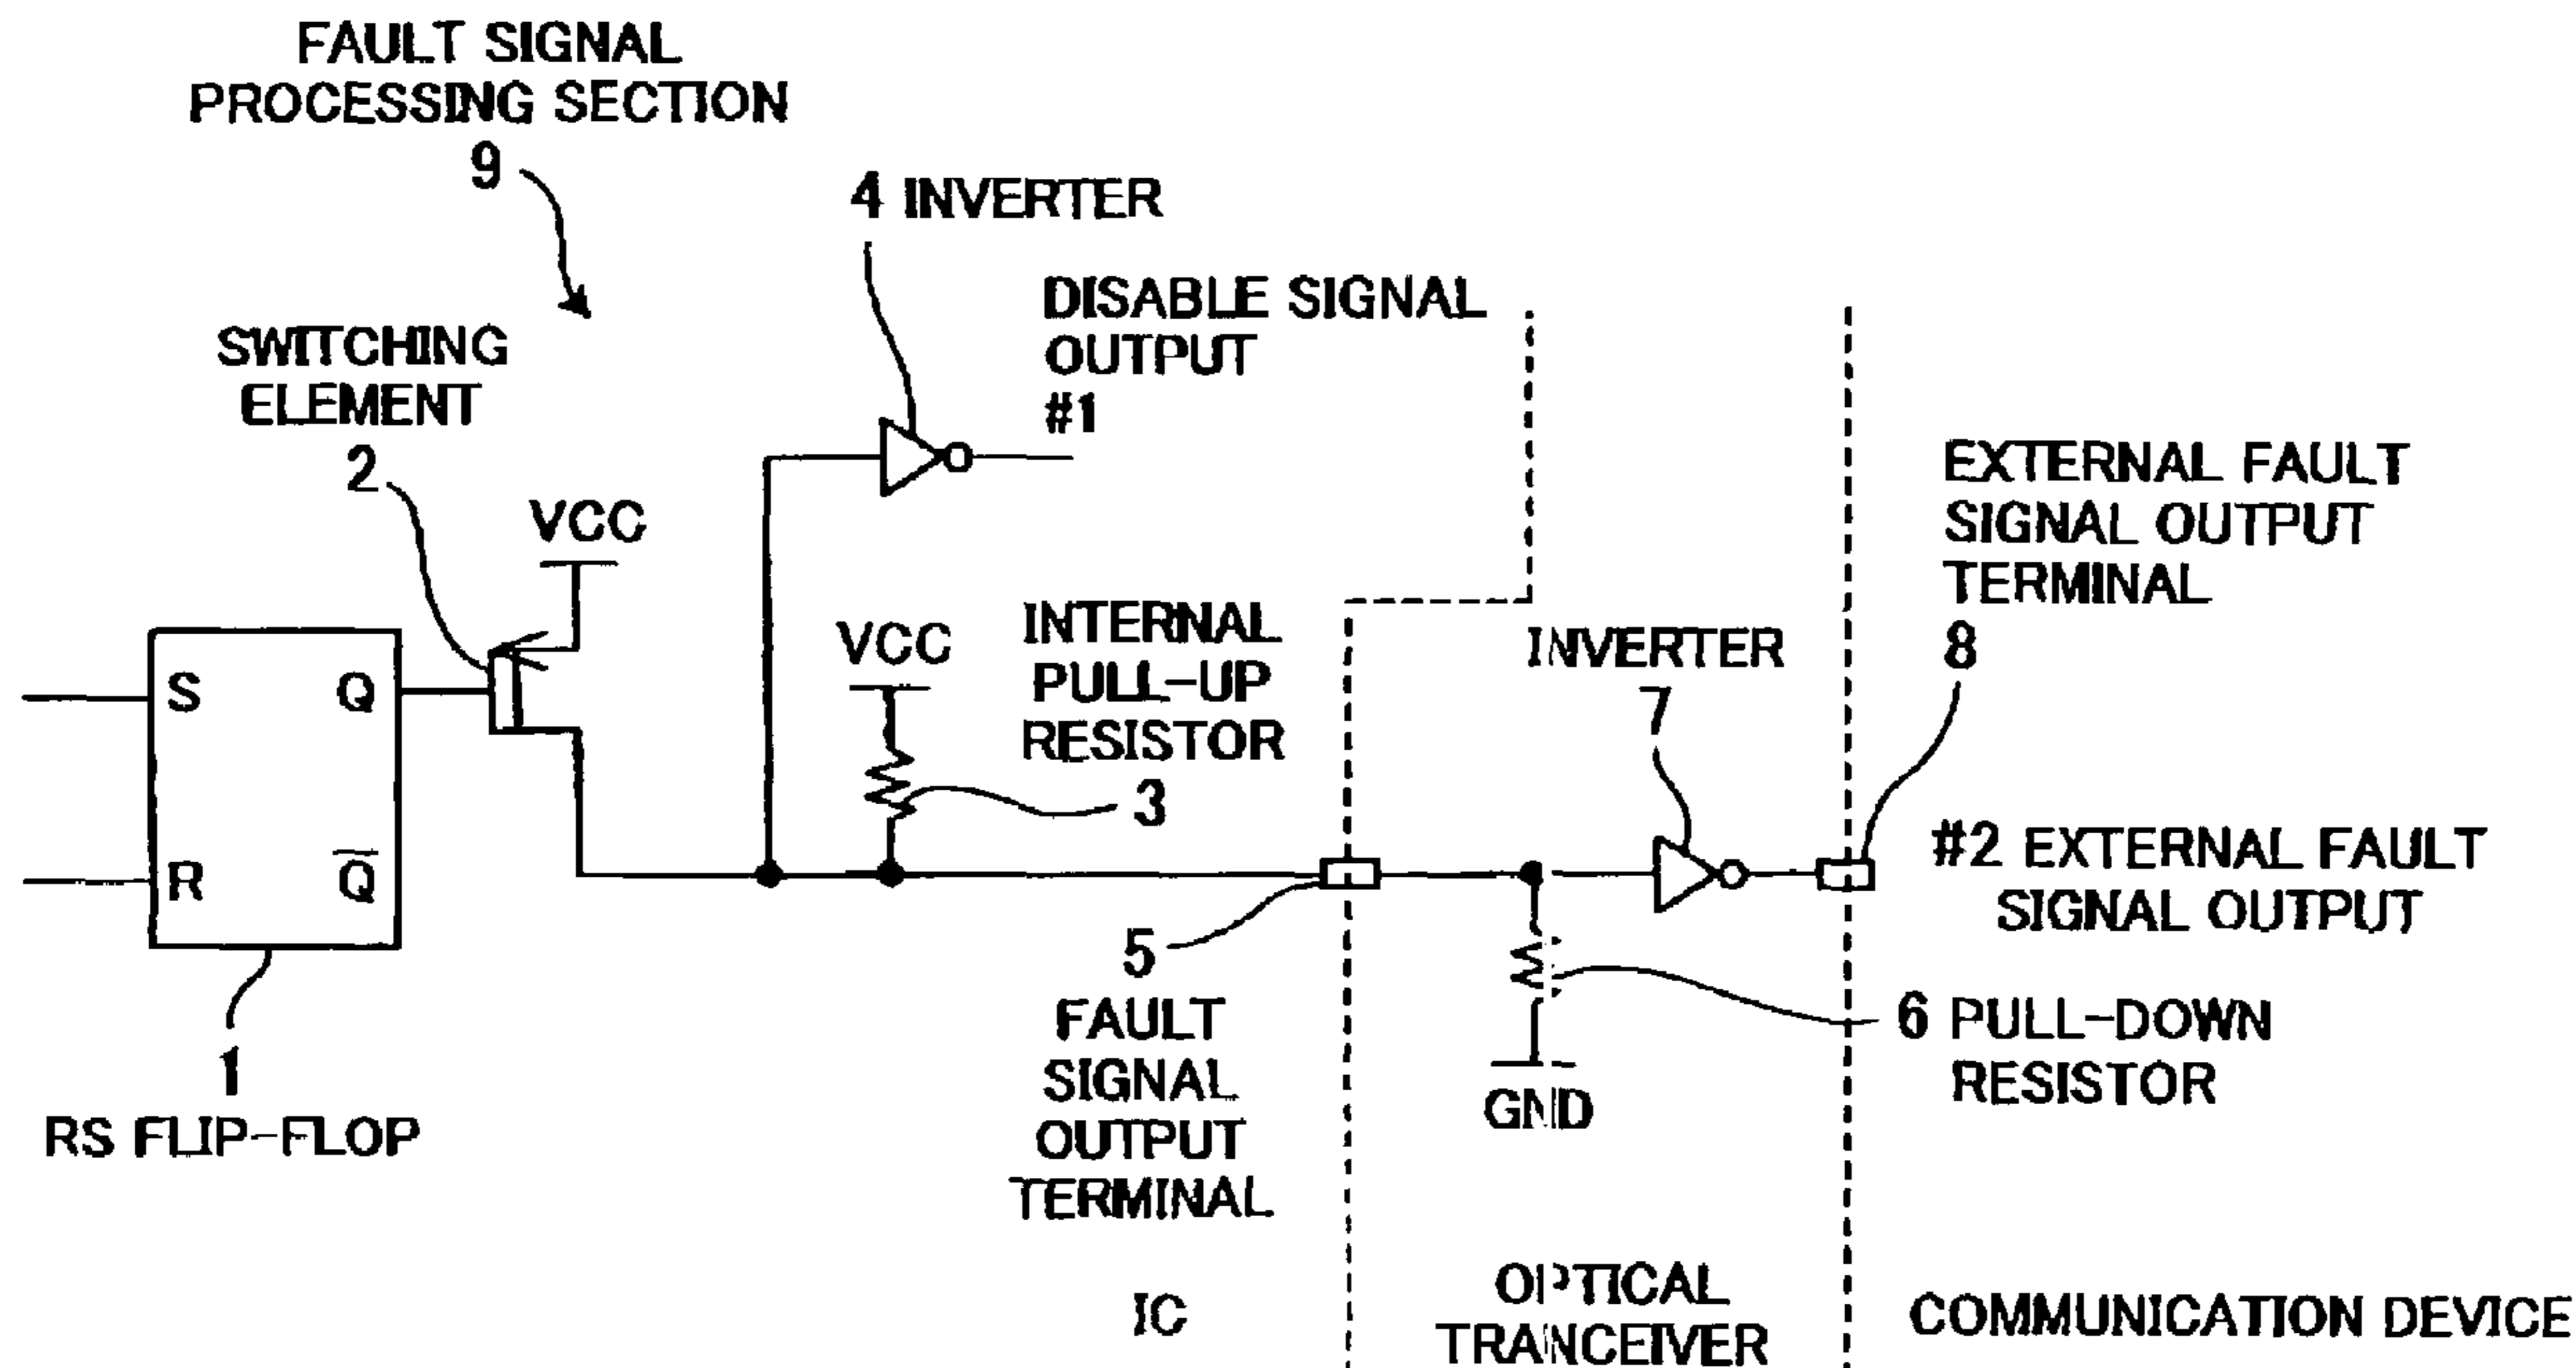 FAULT SIGNAL
PROCESSING SECTION
9
4 INVERTER
DISABLE SIGNAL
OUTPUT
#1
SWITCHING
ELEMENT
2
VCC
EXTERNAL FAULT
SIGNAL OUTPUT
TERMINAL
8
VCC
INTERNAL
PULL-UP
RESISTOR
3
INVERTER
7
S
Q
R
Q̅
#2 EXTERNAL FAULT
SIGNAL OUTPUT
5
FAULT
SIGNAL
OUTPUT
TERMINAL
6 PULL-DOWN
RESISTOR
GND
1
RS FLIP-FLOP
IC
OPTICAL
TRANCEIVER
COMMUNICATION DEVICE